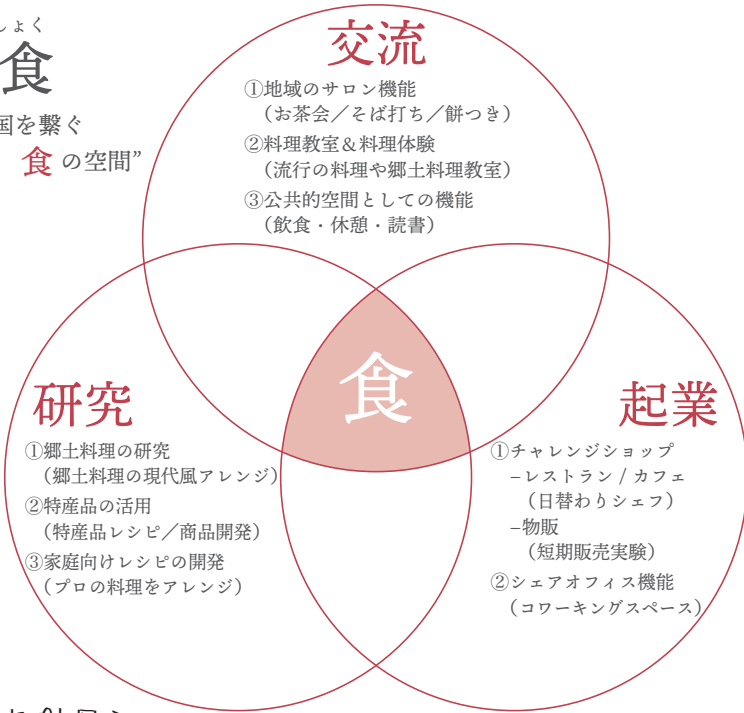 しょく
食
国を繋ぐ
食の空間”
交流
①地域のサロン機能
（お茶会／そば打ち／餅つき）
②料理教室＆料理体験
（流行の料理や郷土料理教室）
③公共的空間としての機能
（飲食・休憩・読書）
食
研究
①郷土料理の研究
（郷土料理の現代風アレンジ）
②特産品の活用
（特産品レシピ／商品開発）
③家庭向けレシピの開発
（プロの料理をアレンジ）
起業
①チャレンジショップ
−レストラン / カフェ
（日替わりシェフ）
−物販
（短期販売実験）
②シェアオフィス機能
（コワーキングスペース）